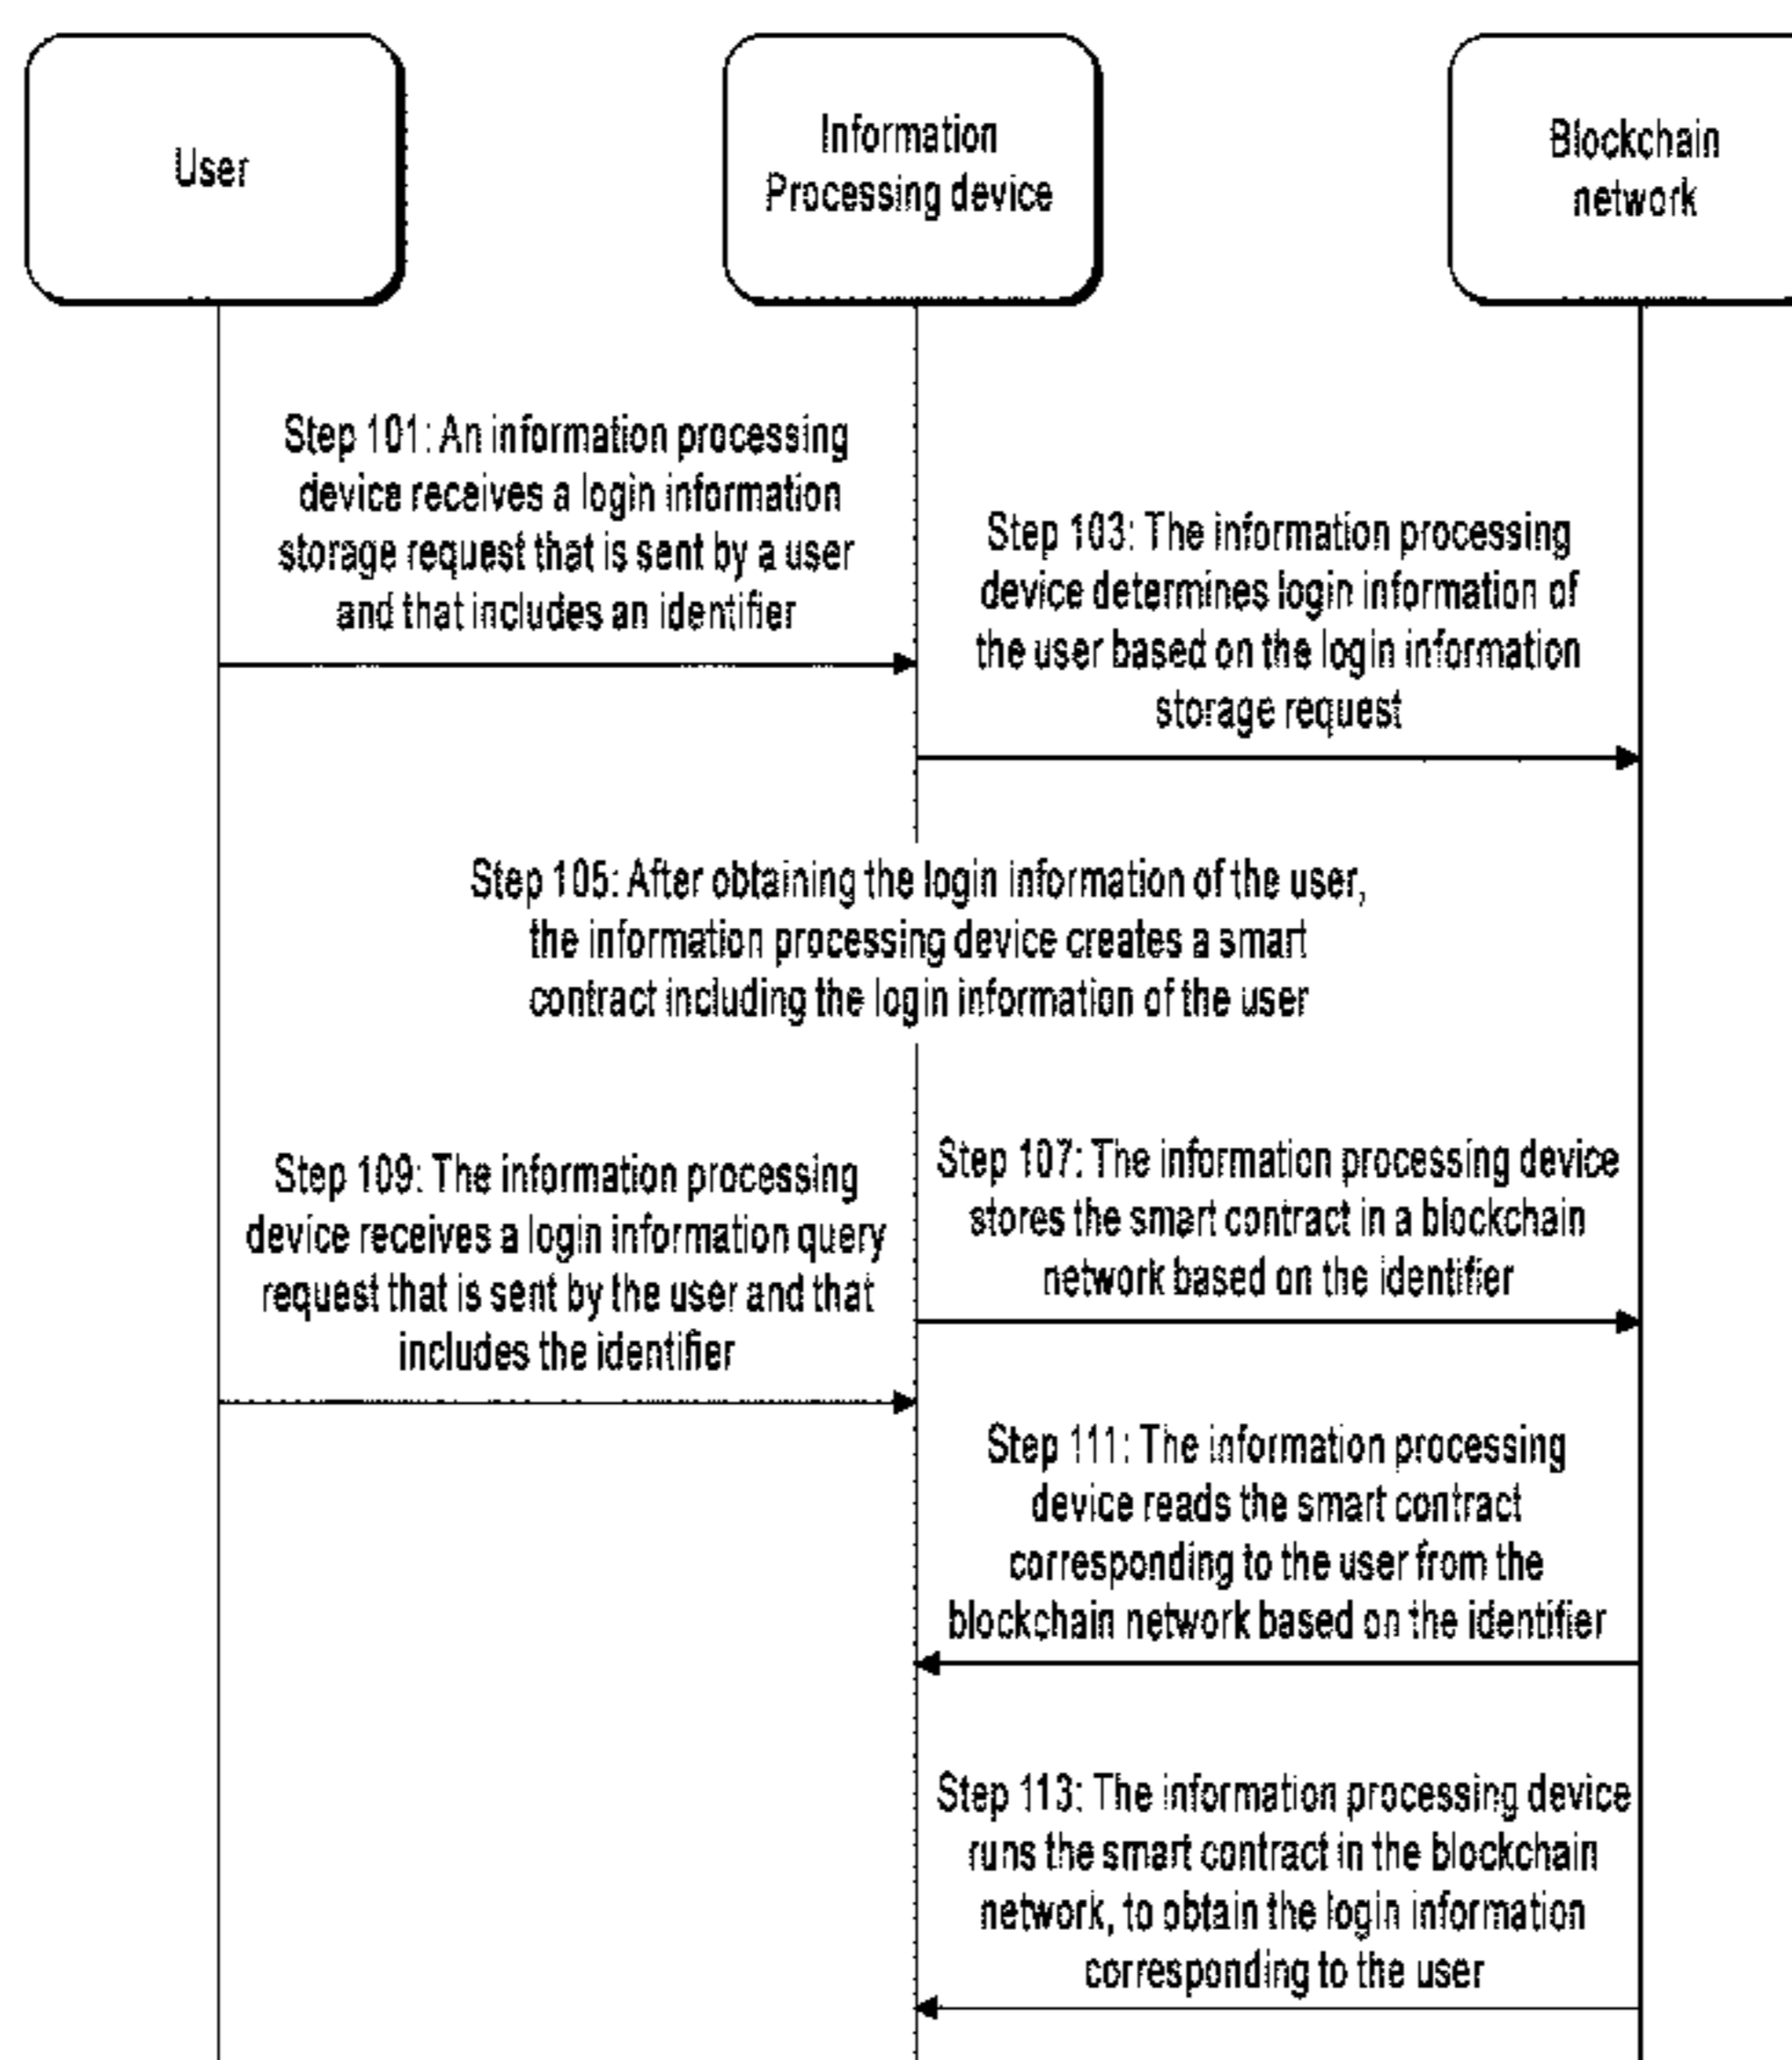 User
Information
Processing device
Blockchain
network
Step 101: An information processing
device receives a login information
storage request that is sent by a user
and that includes an identifier
Step 103: The information processing
device determines login information of
the user based on the login information
storage request
Step 105: After obtaining the login information of the user,
the information processing device creates a smart
contract including the login information of the user
Step 107: The information processing device
stores the smart contract in a blockchain
network based on the identifier
Step 109: The information processing
device receives a login information query
request that is sent by the user and that
includes the identifier
Step 111: The information processing
device reads the smart contract
corresponding to the user from the
blockchain network based on the identifier
Step 113: The information processing device
runs the smart contract in the blockchain
network, to obtain the login information
corresponding to the user